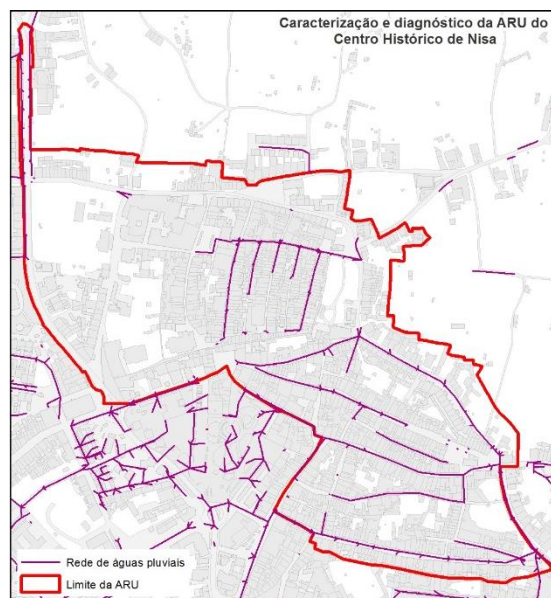 Caracterização e diagnóstico da ARU do
Centro Histórico de Nisa
Rede de águas pluviais
Limite da ARU